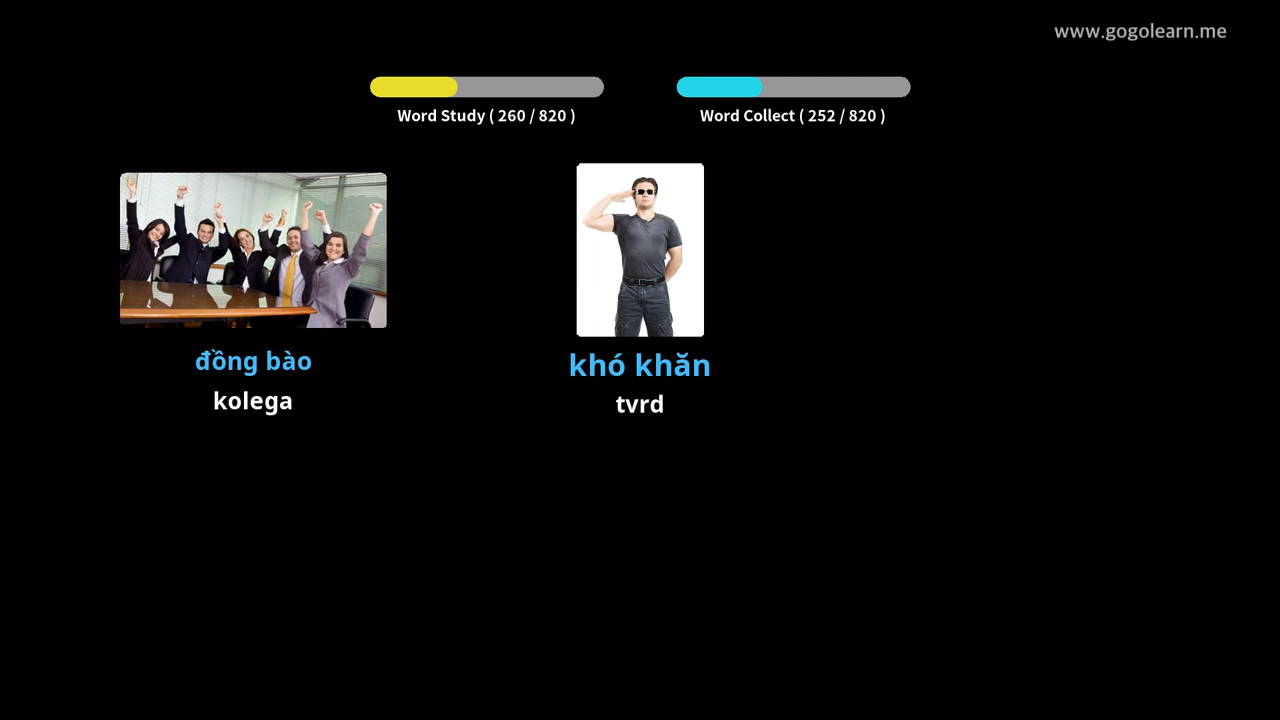 www.gogolearn.me
Word Study ( 260 / 820 )
Word Collect ( 252 / 820 )
đồng bào
kolega
khó khăn
tvrd